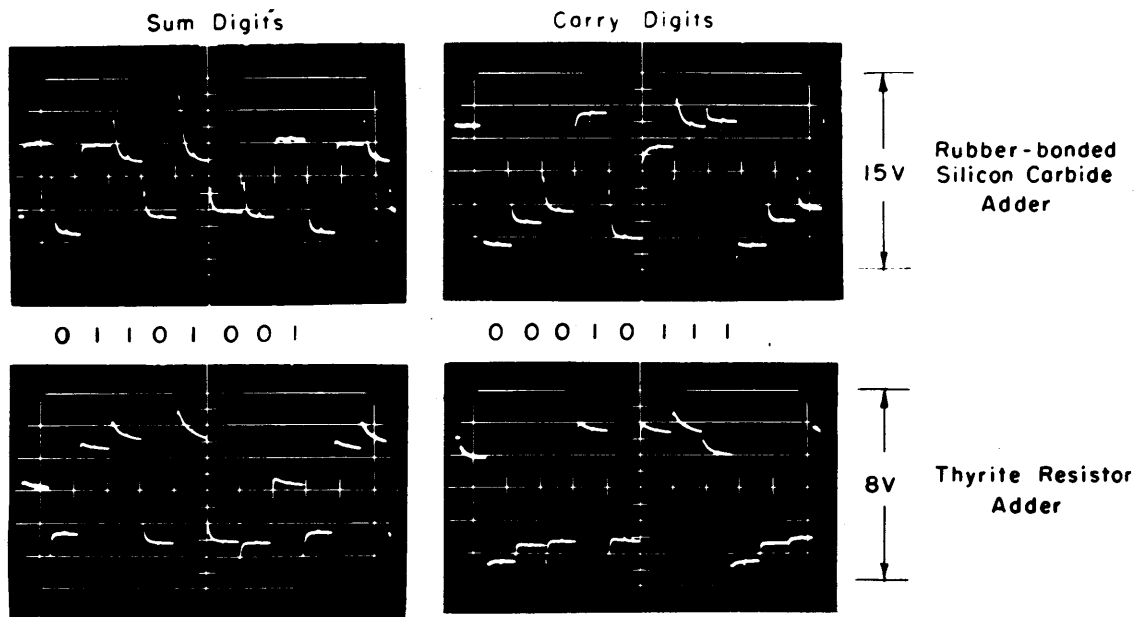 Sum Digits
Carry Digits
15V
Rubber-bonded
Silicon Carbide
Adder
0 1 1 0 1 0 0 1
0 0 0 1 0 1 1 1
8V
Thyrite Resistor
Adder